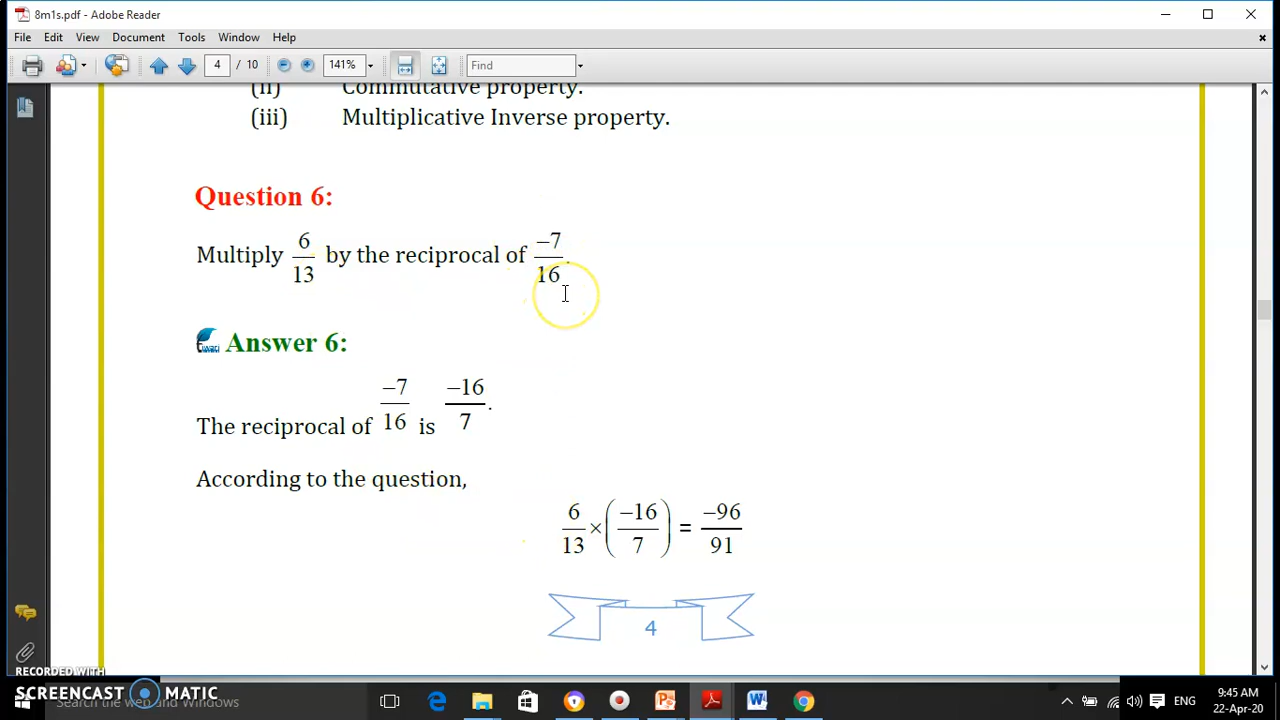 8m1s.pdf - Adobe Reader
File Edit View Document Tools Window Help
4 / 10 141% Find
(ii) Commutative property.
(iii) Multiplicative Inverse property.
Question 6:
Multiply 6/13 by the reciprocal of –7/16.
Answer 6:
The reciprocal of –7/16 is –16/7.
According to the question,
6/13 × (–16/7) = –96/91
4
RECORDED WITH
SCREENCAST MATIC
Search the web and Windows
ENG
9:45 AM
22-Apr-20